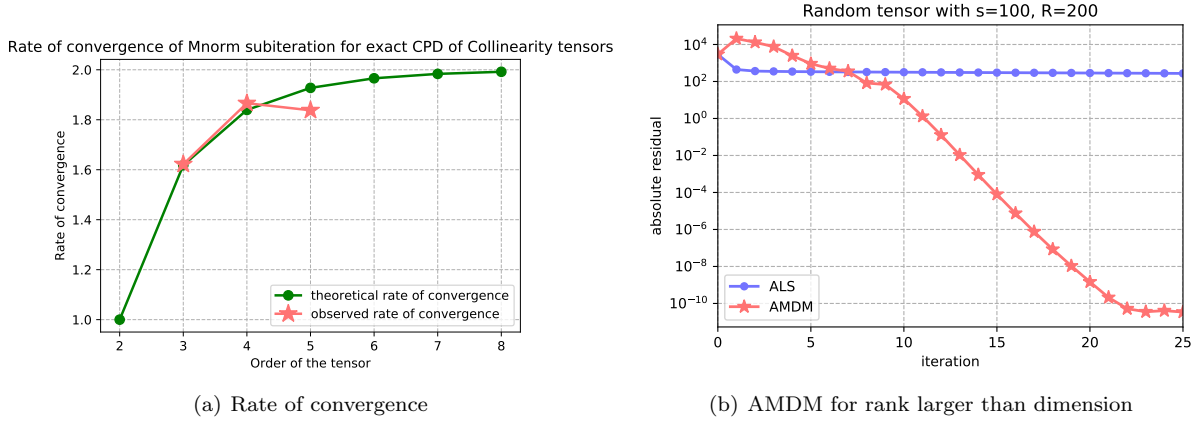 Rate of convergence of Mnorm subiteration for exact CPD of Collinearity tensors
Rate of convergence
2.0
1.8
1.6
1.4
1.2
1.0
theoretical rate of convergence
observed rate of convergence
2 3 4 5 6 7 8
Order of the tensor
(a) Rate of convergence
Random tensor with s=100, R=200
absolute residual
10^4
10^2
10^0
10^−2
10^−4
10^−6
10^−8
10^−10
ALS
AMDM
0 5 10 15 20 25
iteration
(b) AMDM for rank larger than dimension